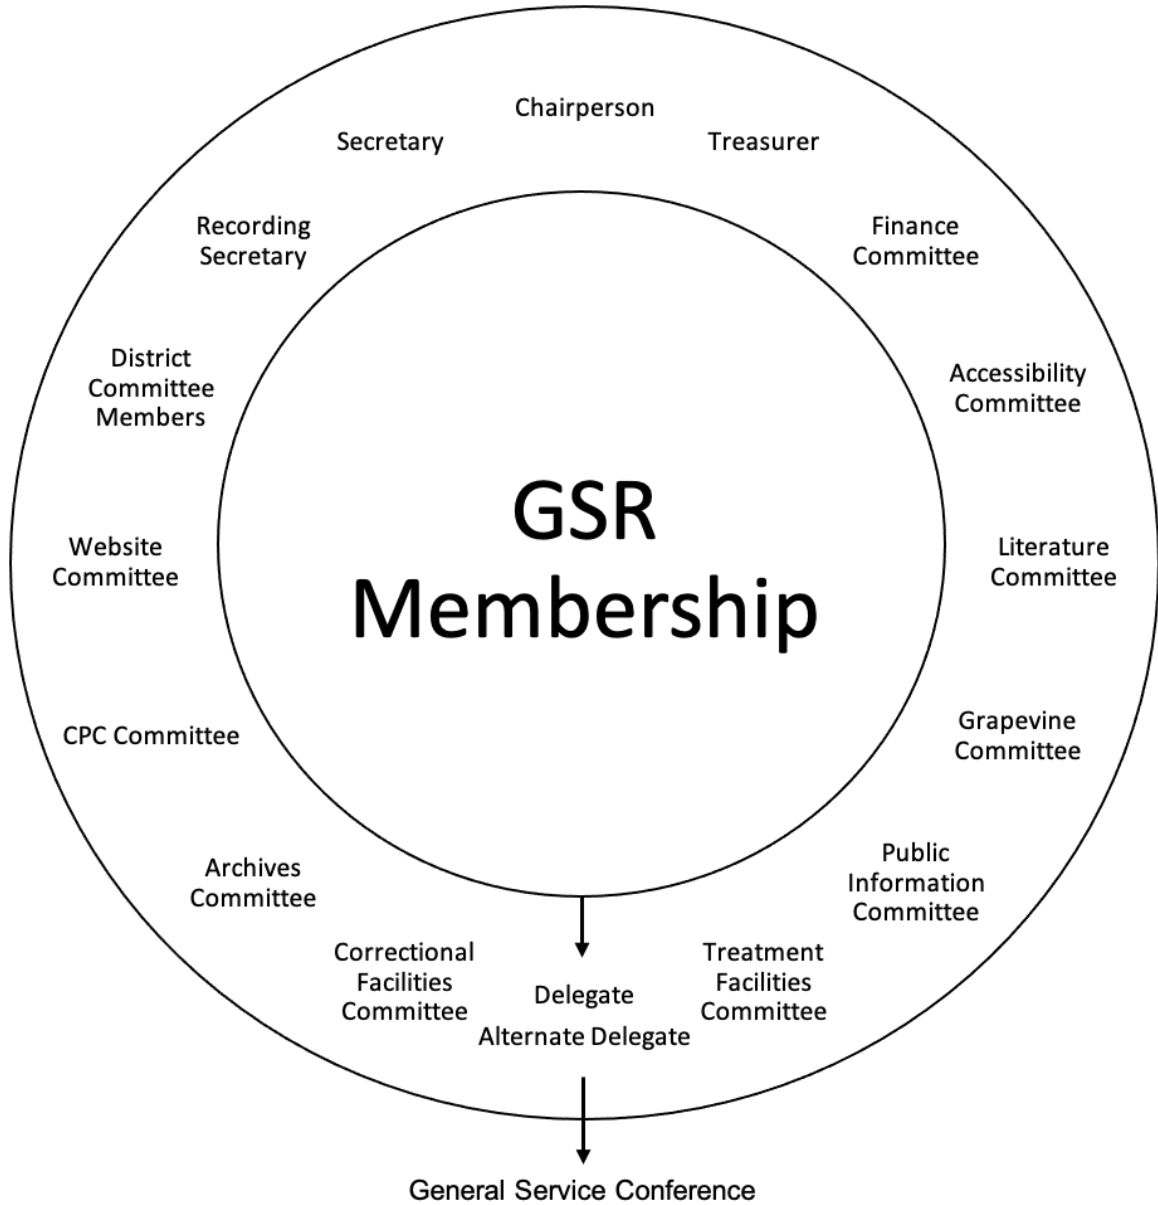 Chairperson
Secretary
Treasurer
Recording
Secretary
Finance
Committee
District
Committee
Members
Accessibility
Committee
GSR
Membership
Website
Committee
Literature
Committee
CPC Committee
Grapevine
Committee
Archives
Committee
Public
Information
Committee
Correctional
Facilities
Committee
Delegate
Alternate Delegate
Treatment
Facilities
Committee
General Service Conference